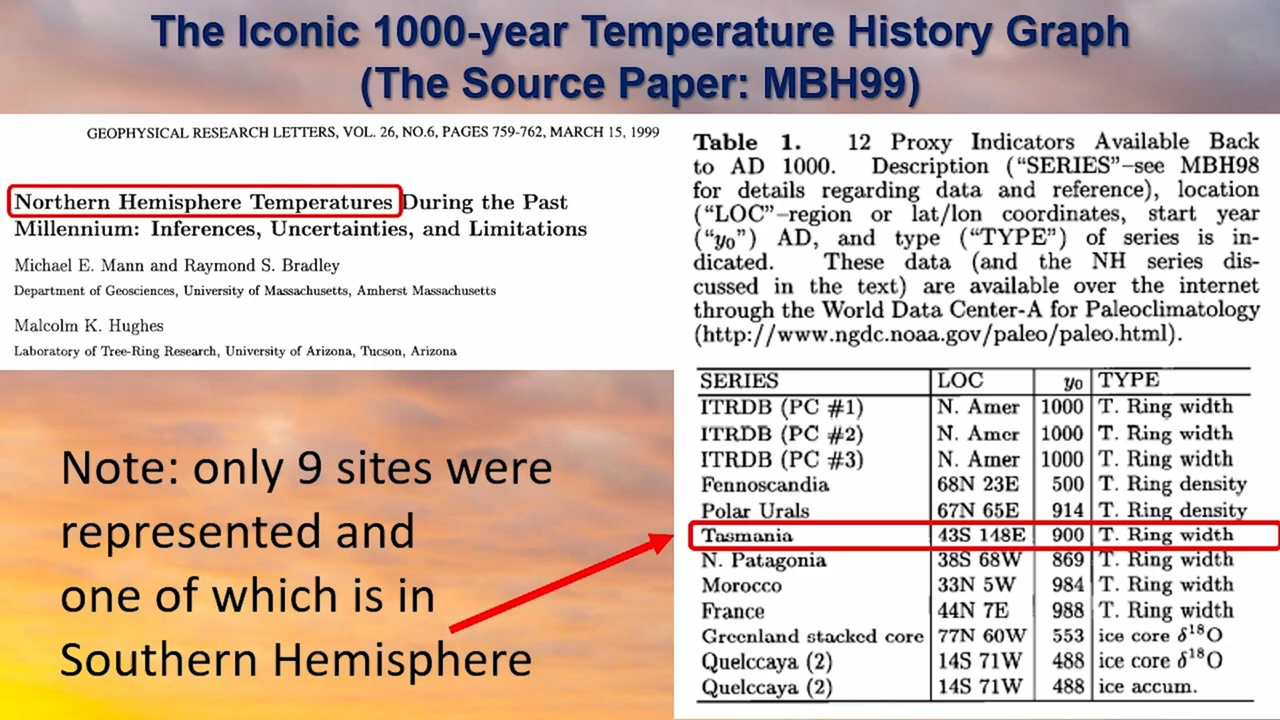 The Iconic 1000-year Temperature History Graph
(The Source Paper: MBH99)
GEOPHYSICAL RESEARCH LETTERS, VOL. 26, NO.6, PAGES 759-762, MARCH 15, 1999
Northern Hemisphere Temperatures During the Past
Millennium: Inferences, Uncertainties, and Limitations
Michael E. Mann and Raymond S. Bradley
Department of Geosciences, University of Massachusetts, Amherst Massachusetts
Malcolm K. Hughes
Laboratory of Tree-Ring Research, University of Arizona, Tucson, Arizona
Note: only 9 sites were
represented and
one of which is in
Southern Hemisphere
Table 1. 12 Proxy Indicators Available Back
to AD 1000. Description ("SERIES"–see MBH98
for details regarding data and reference), location
("LOC"–region or lat/lon coordinates, start year
("y₀") AD, and type ("TYPE") of series is in-
dicated. These data (and the NH series dis-
cussed in the text) are available over the internet
through the World Data Center-A for Paleoclimatology
(http://www.ngdc.noaa.gov/paleo/paleo.html).
SERIES LOC y₀ TYPE
ITRDB (PC #1) N. Amer 1000 T. Ring width
ITRDB (PC #2) N. Amer 1000 T. Ring width
ITRDB (PC #3) N. Amer 1000 T. Ring width
Fennoscandia 68N 23E 500 T. Ring density
Polar Urals 67N 65E 914 T. Ring density
Tasmania 43S 148E 900 T. Ring width
N. Patagonia 38S 68W 869 T. Ring width
Morocco 33N 5W 984 T. Ring width
France 44N 7E 988 T. Ring width
Greenland stacked core 77N 60W 553 ice core δ¹⁸O
Quelccaya (2) 14S 71W 488 ice core δ¹⁸O
Quelccaya (2) 14S 71W 488 ice accum.